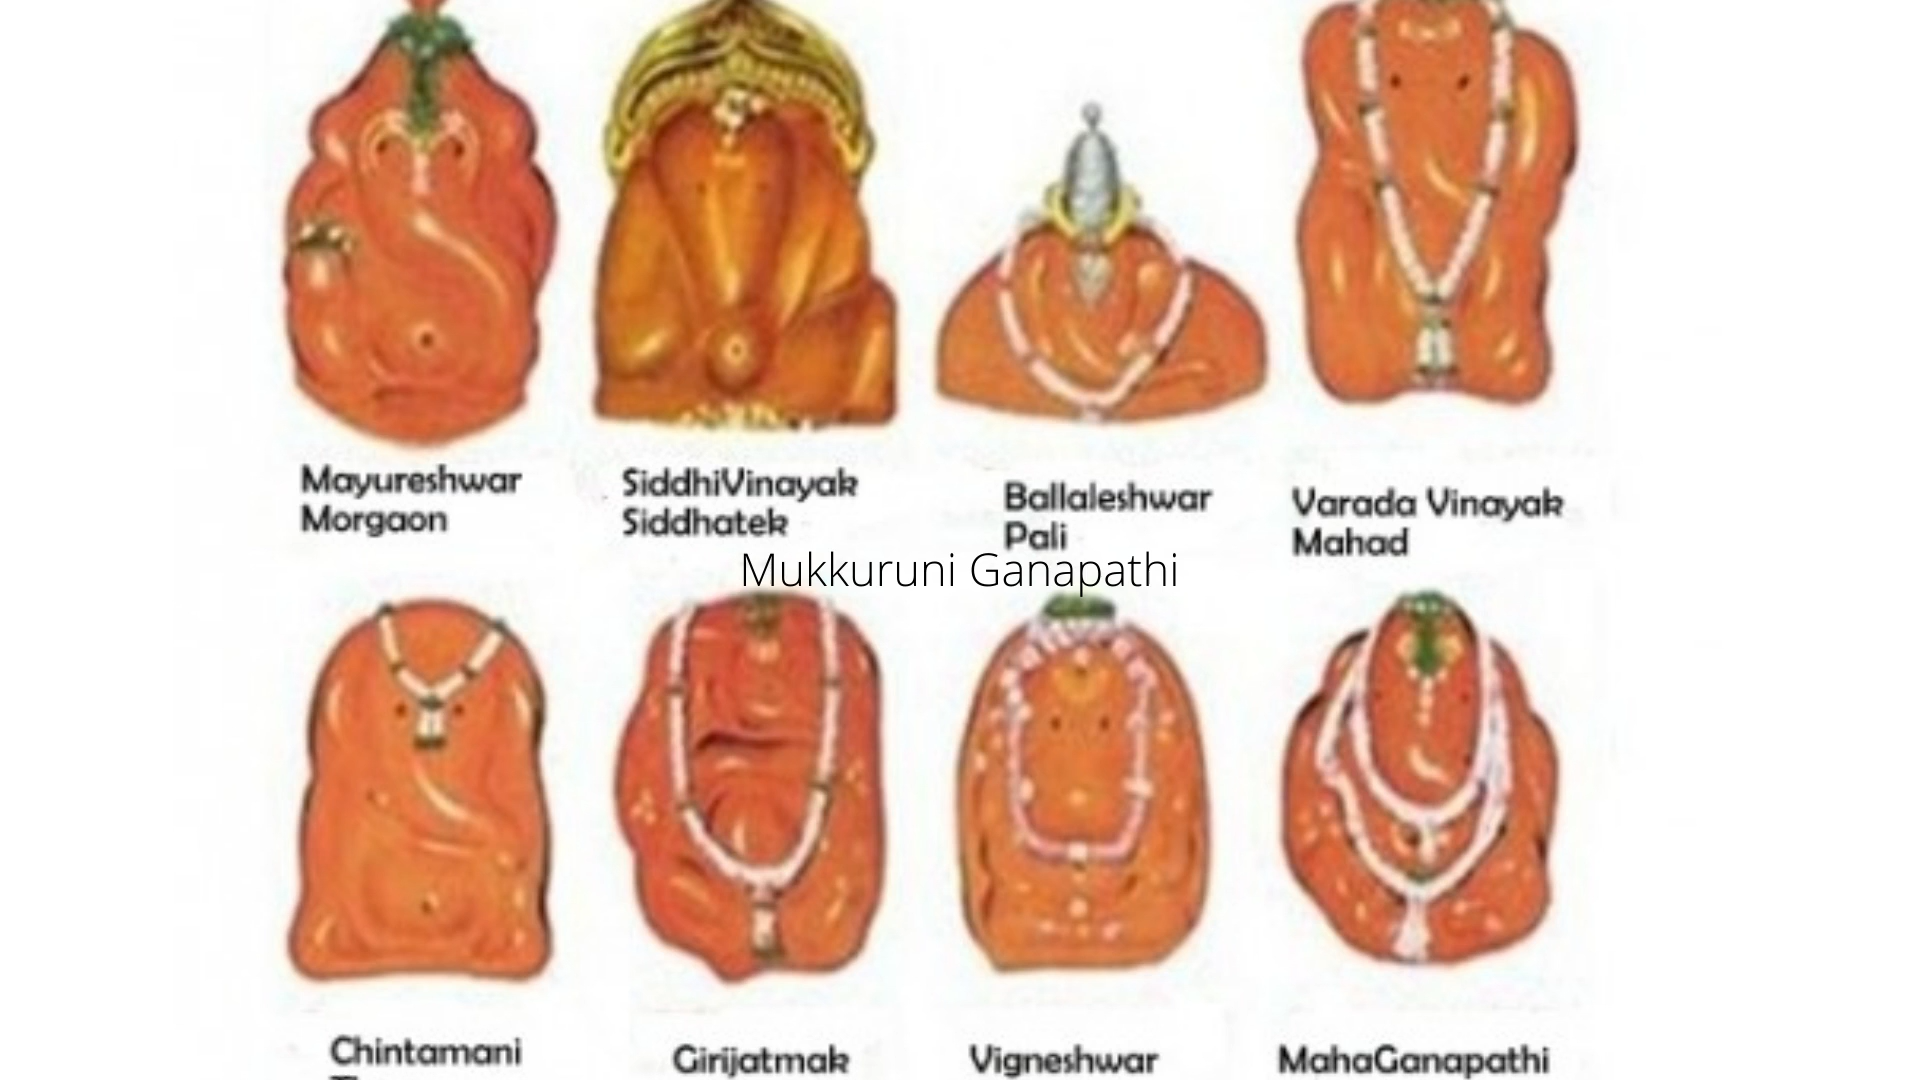 Mayureshwar
Morgaon
SiddhiVinayak
Siddhatek
Ballaleshwar
Pali
Varada Vinayak
Mahad
Mukkuruni Ganapathi
Chintamani
Girijatmak
Vigneshwar
MahaGanapathi